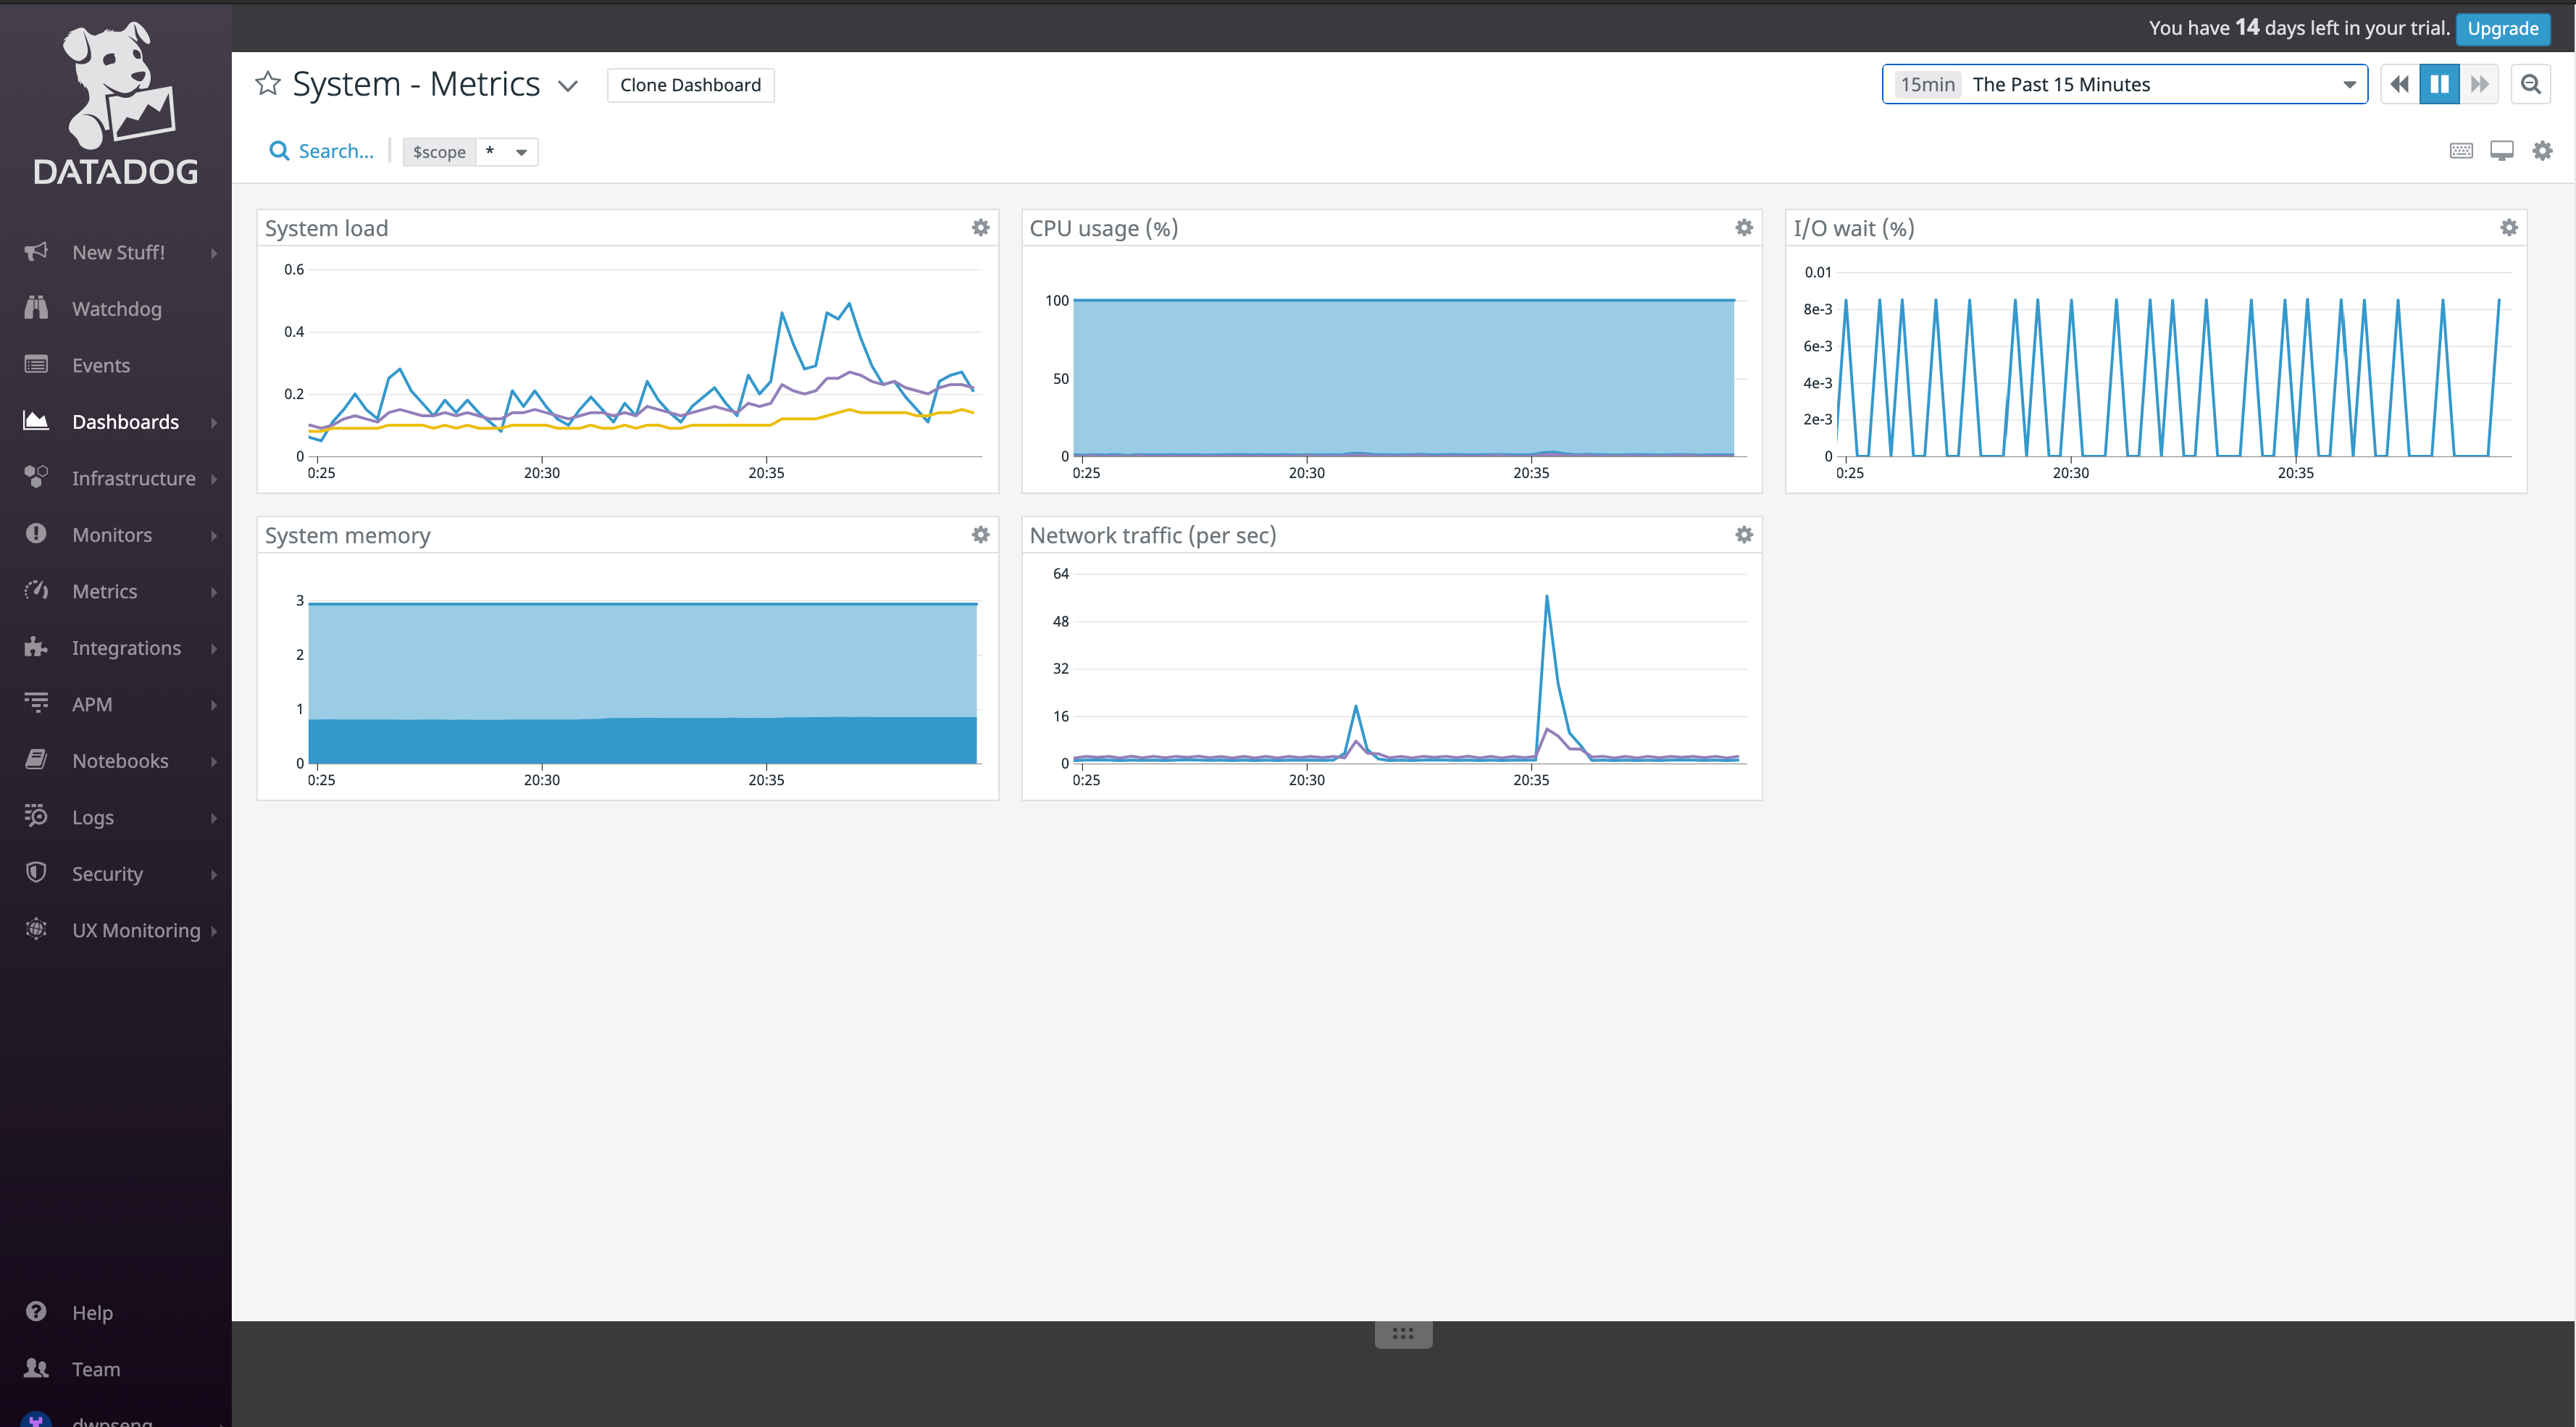 You have 14 days left in your trial. Upgrade
DATADOG
System - Metrics Clone Dashboard 15min The Past 15 Minutes
Search... $scope *
New Stuff!
Watchdog
Events
Dashboards
Infrastructure
Monitors
Metrics
Integrations
APM
Notebooks
Logs
Security
UX Monitoring
Help
Team
dwpseng
System load
0.6
0.4
0.2
0
0:25 20:30 20:35
CPU usage (%)
100
50
0
0:25 20:30 20:35
I/O wait (%)
0.01
8e-3
6e-3
4e-3
2e-3
0
0:25 20:30 20:35
System memory
3
2
1
0
0:25 20:30 20:35
Network traffic (per sec)
64
48
32
16
0
0:25 20:30 20:35